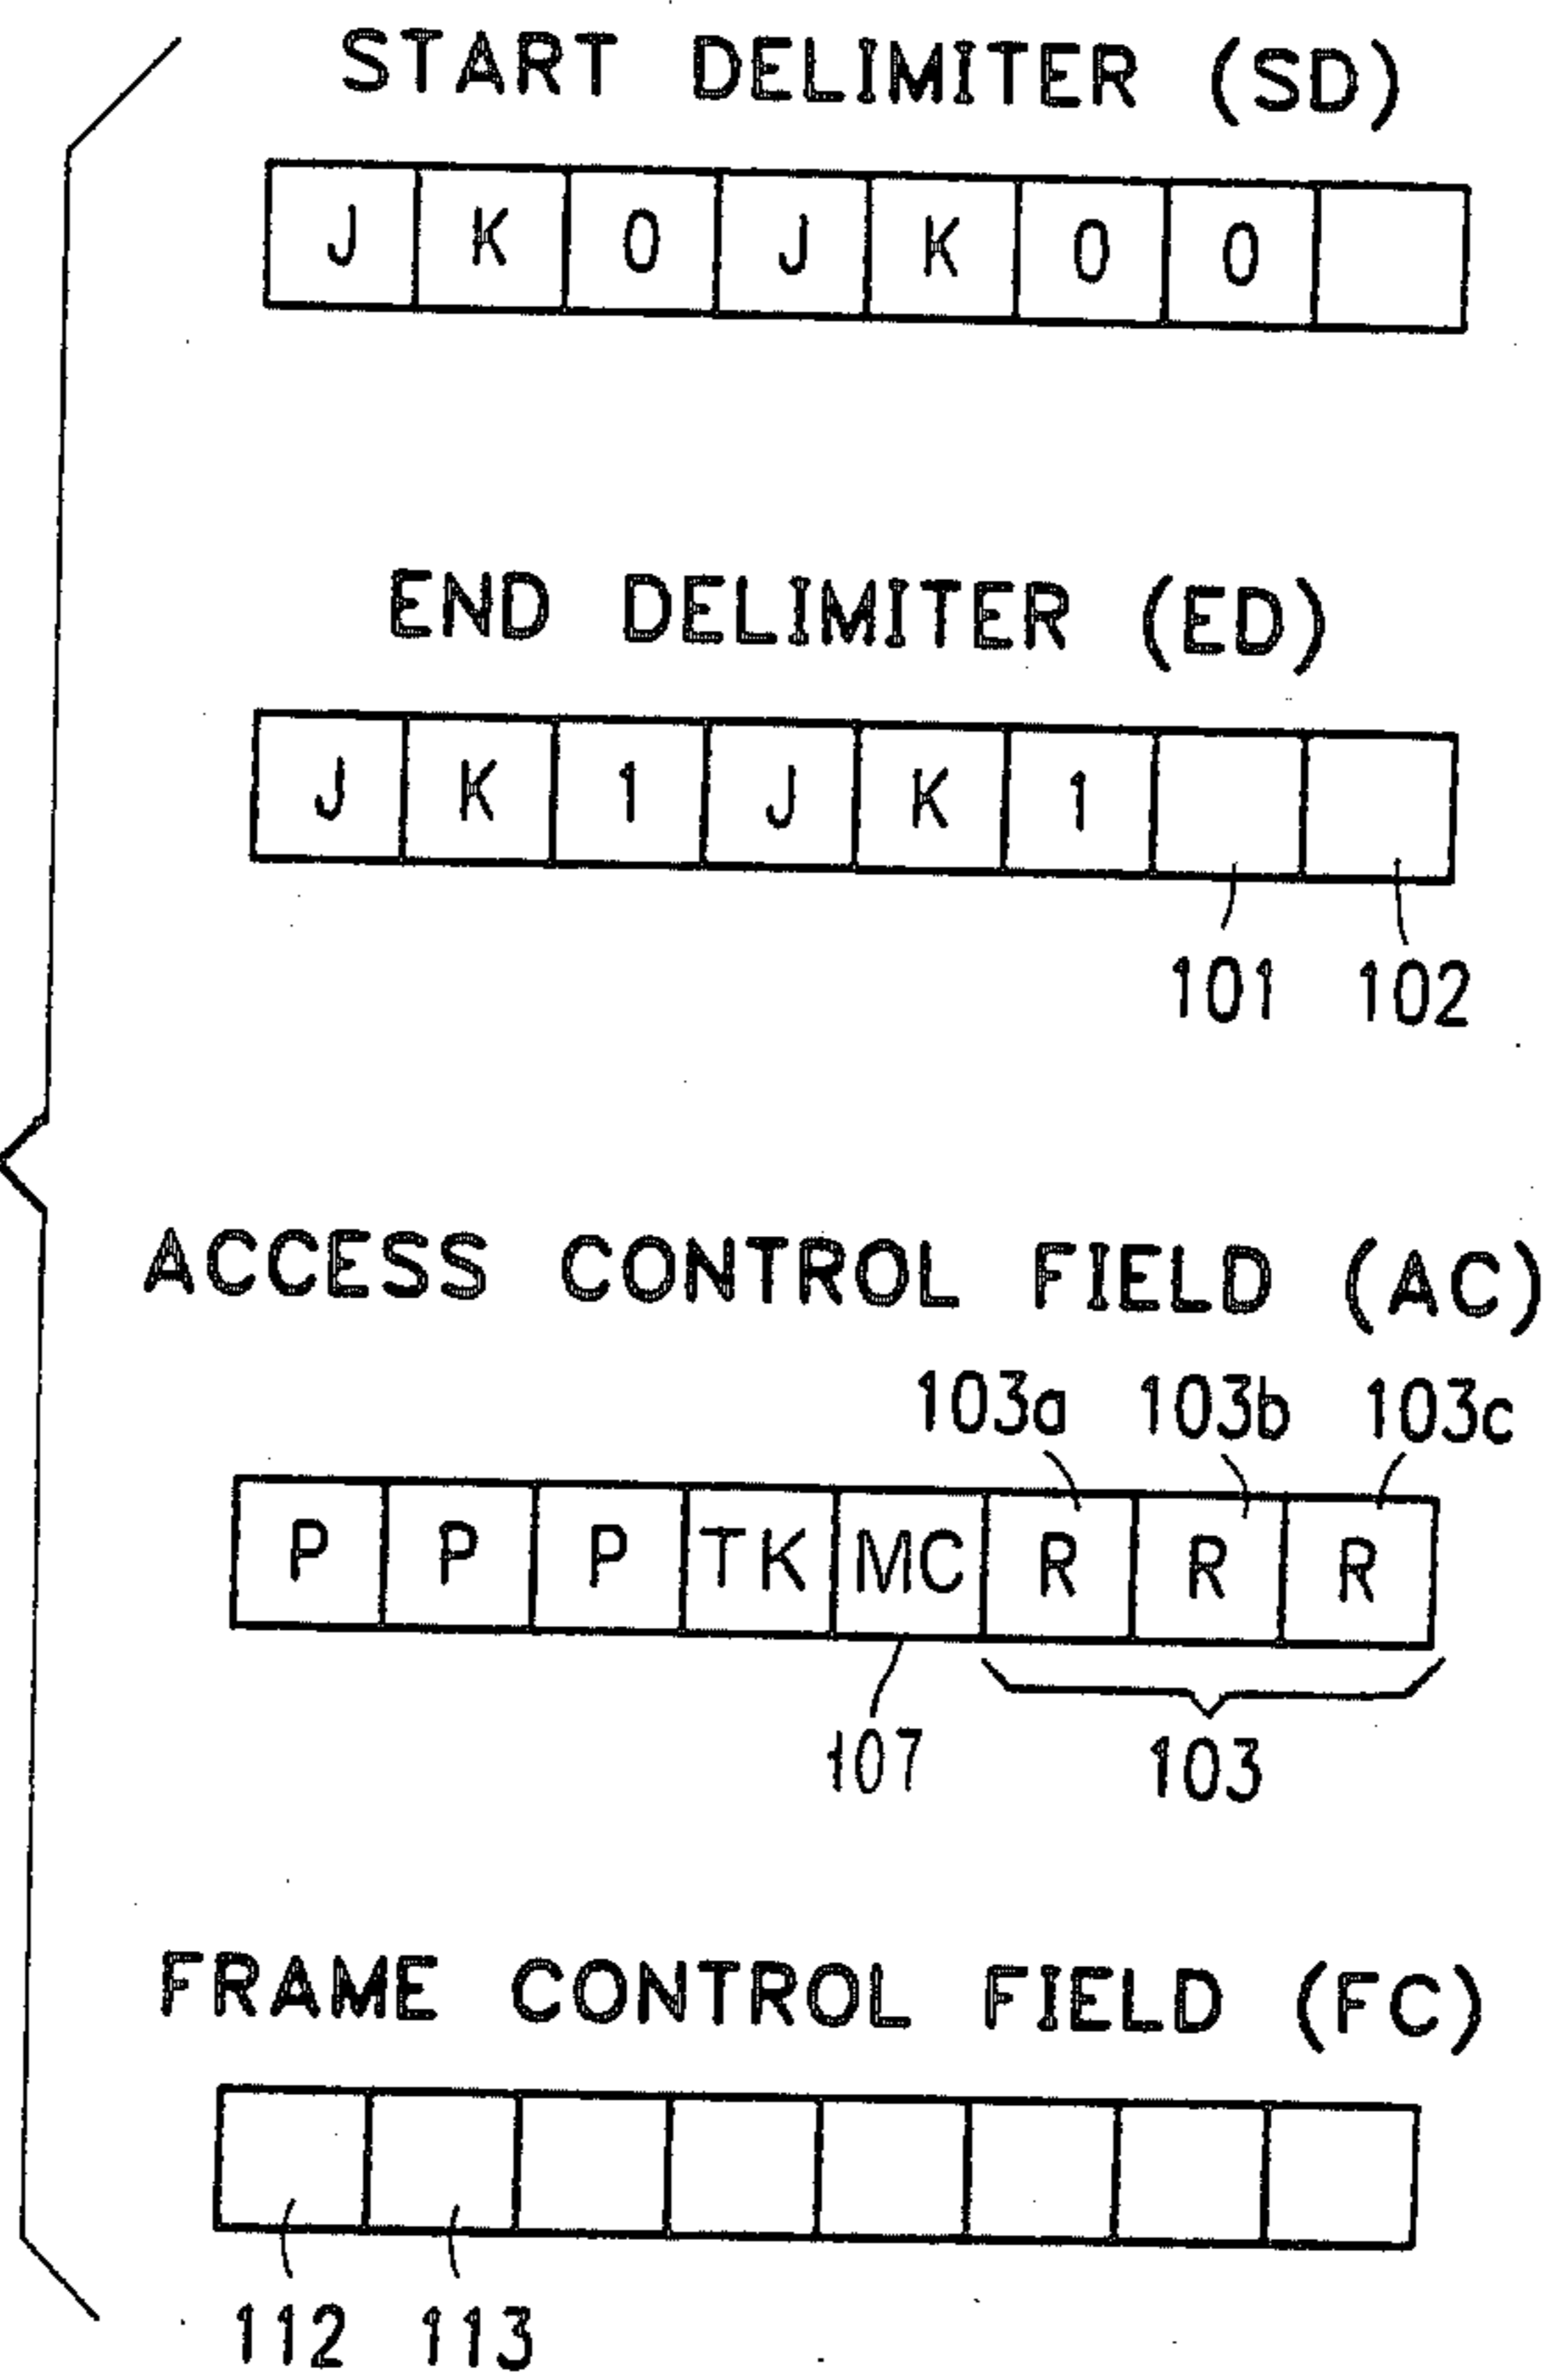 START DELIMITER (SD)
J K 0 J K 0 0
END DELIMITER (ED)
J K 1 J K 1
101 102
ACCESS CONTROL FIELD (AC)
103a 103b 103c
P P P TK MC R R R
107 103
FRAME CONTROL FIELD (FC)
112 113